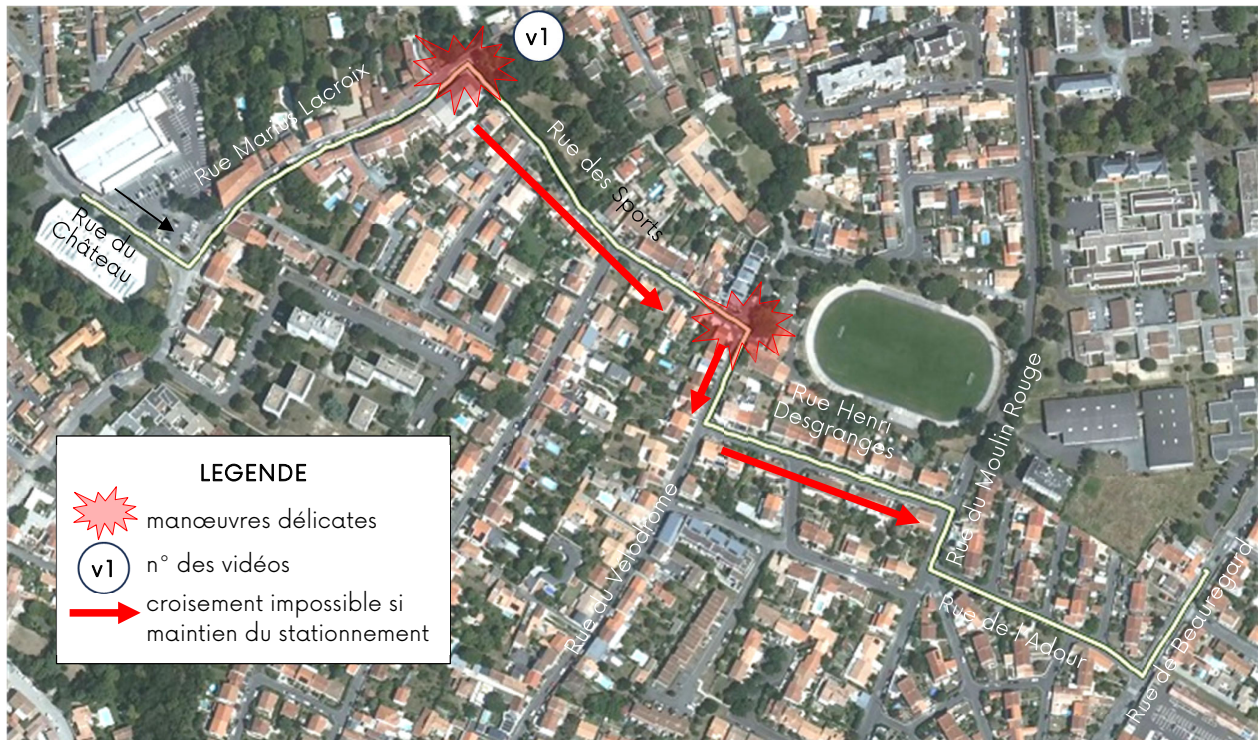 v1
Rue Marius Lacroix
Rue des Sports
Rue du
Château
Rue Henri
Desgranges
Rue du Moulin Rouge
Rue du Vélodrome
Rue de l'Adour
Rue de Beauregard
LEGENDE
manœuvres délicates
v1
n° des vidéos
croisement impossible si
maintien du stationnement